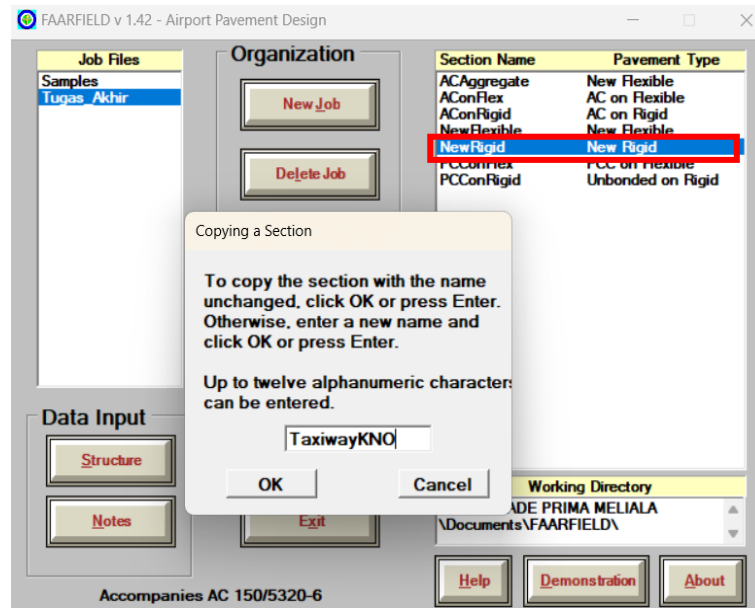 FAARFIELD v 1.42 - Airport Pavement Design
Job Files
Samples
Tugas_Akhir
Organization
New Job
Delete Job
Section Name Pavement Type
ACAggregate New Flexible
AConFlex AC on Flexible
AConRigid AC on Rigid
NewFlexible New Flexible
NewRigid New Rigid
PCConFlex PCC on Flexible
PCConRigid Unbonded on Rigid
Copying a Section
To copy the section with the name
unchanged, click OK or press Enter.
Otherwise, enter a new name and
click OK or press Enter.
Up to twelve alphanumeric characters
can be entered.
TaxiwayKNO
OK
Cancel
Data Input
Structure
Notes
Exit
Working Directory
ADE PRIMA MELIALA
\Documents\FAARFIELD\
Accompanies AC 150/5320-6
Help
Demonstration
About